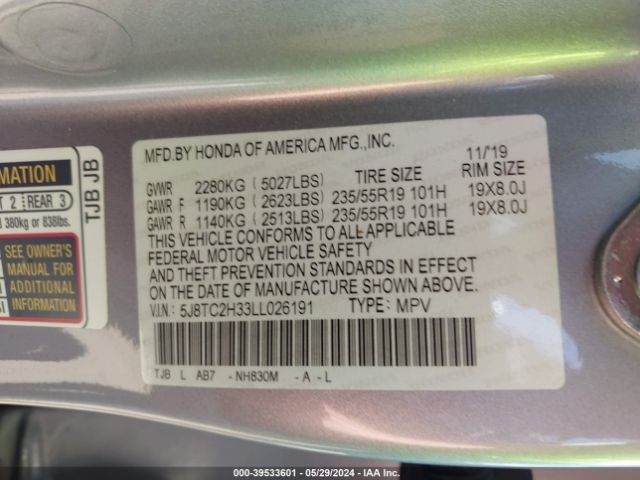 MATION
T 2 REAR 3
380kg or 838lbs.
SEE OWNER'S
MANUAL FOR
ADDITIONAL
INFORMATION
TJB JB
MFD.BY HONDA OF AMERICA MFG.,INC. 11/'19
GVWR 2280KG (5027LBS) TIRE SIZE RIM SIZE
GAWR F 1190KG (2623LBS) 235/55R19 101H 19X8.0J
GAWR R 1140KG (2513LBS) 235/55R19 101H 19X8.0J
THIS VEHICLE CONFORMS TO ALL APPLICABLE
FEDERAL MOTOR VEHICLE SAFETY
AND THEFT PREVENTION STANDARDS IN EFFECT
ON THE DATE OF MANUFACTURE SHOWN ABOVE.
V.I.N.: 5J8TC2H33LL026191 TYPE: MPV
TJB L AB7 -NH830M -A-L
000-39533601 - 05/29/2024 - IAA Inc.